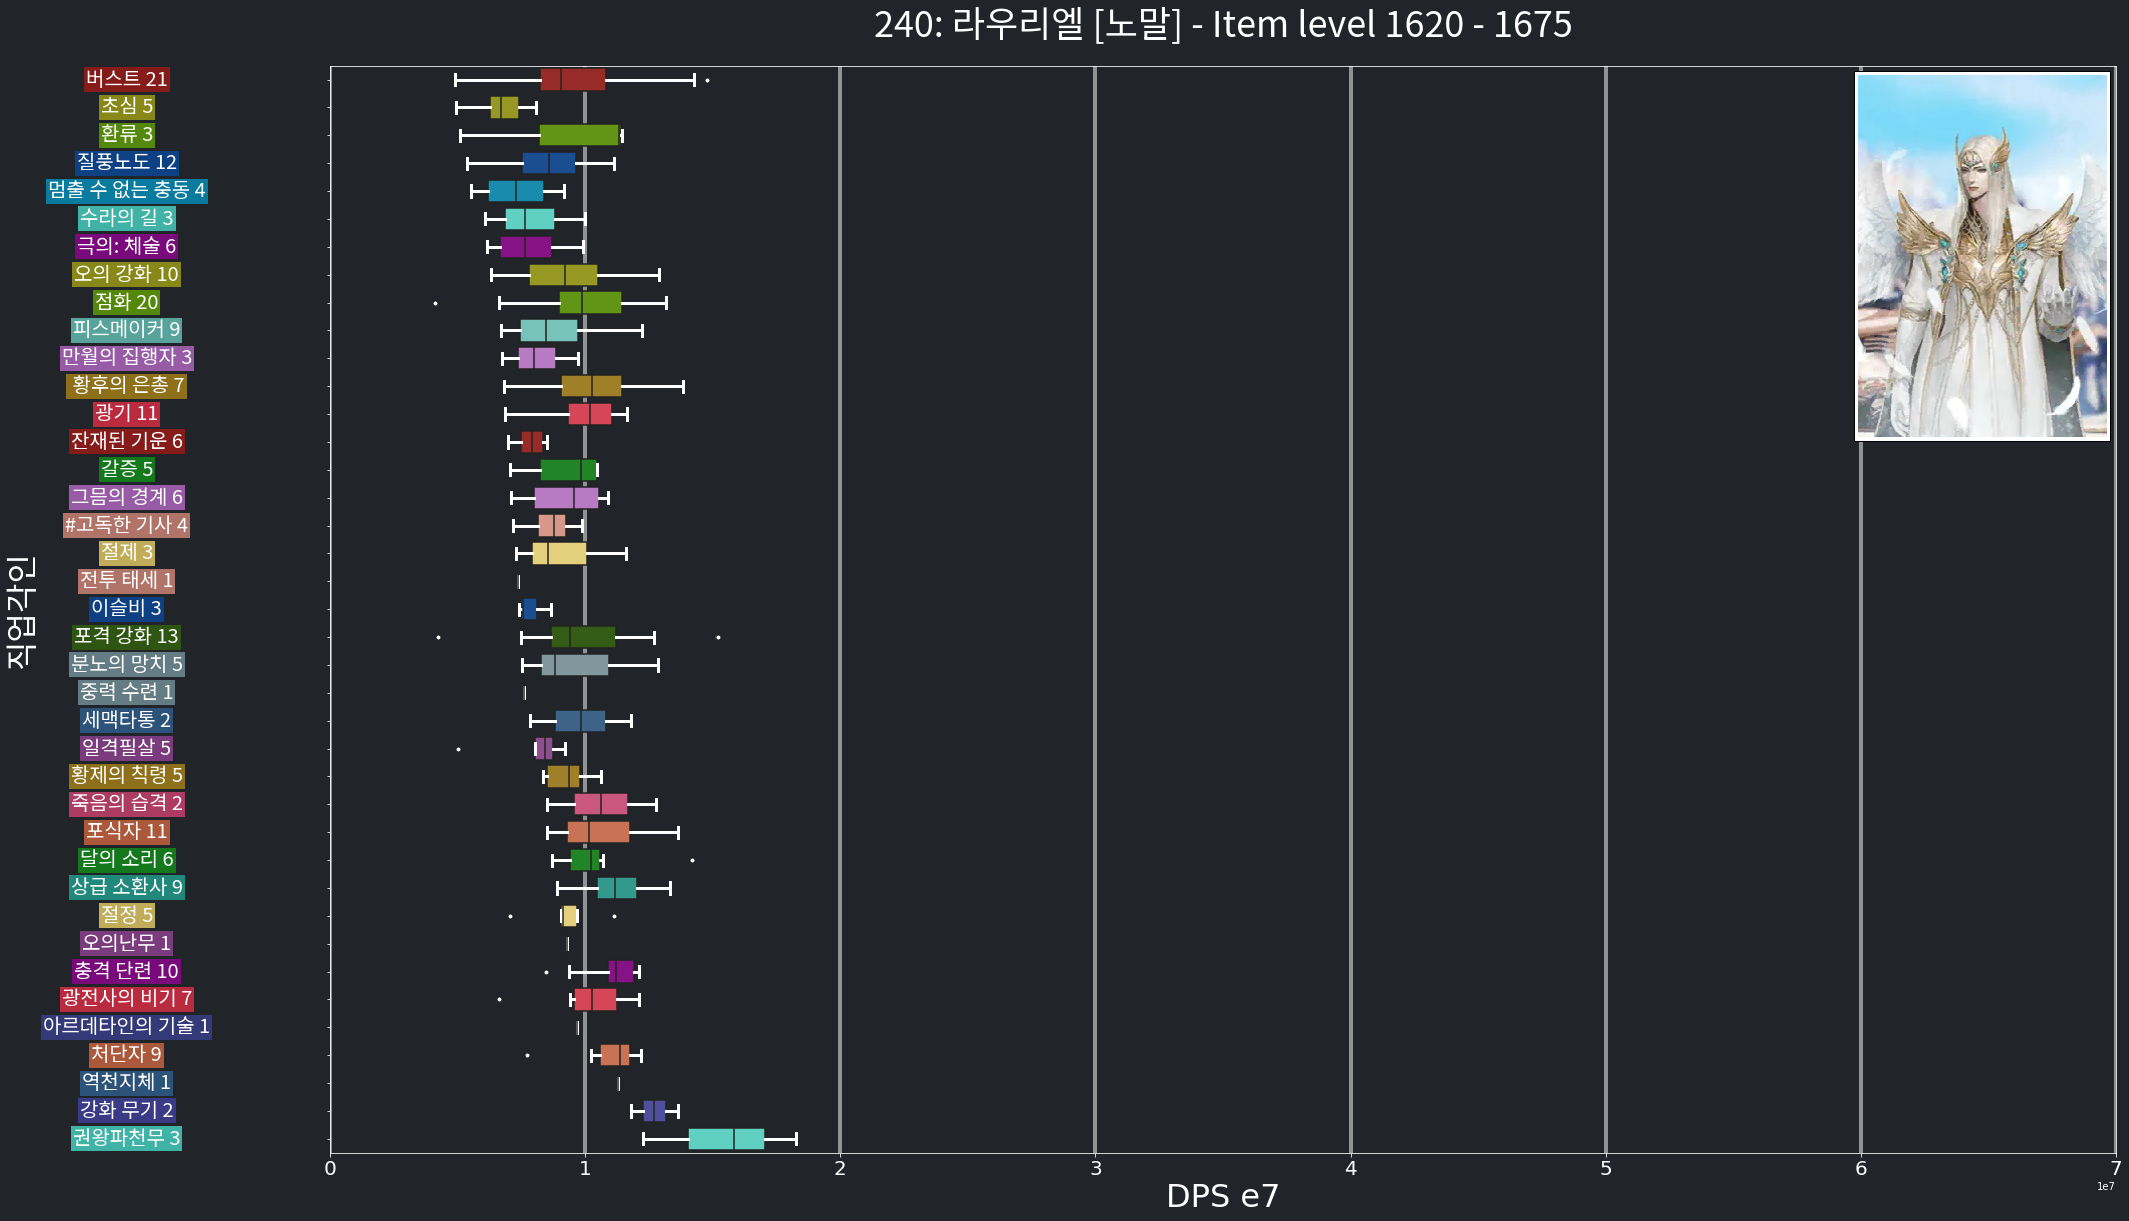 240: 라우리엘 [노말] - Item level 1620 - 1675
버스트 21
초심 5
환류 3
질풍노도 12
멈출 수 없는 충동 4
수라의 길 3
극의: 체술 6
오의 강화 10
점화 20
피스메이커 9
만월의 집행자 3
황후의 은총 7
광기 11
잔재된 기운 6
갈증 5
그믐의 경계 6
#고독한 기사 4
절제 3
전투 태세 1
이슬비 3
포격 강화 13
분노의 망치 5
중력 수련 1
세맥타통 2
일격필살 5
황제의 칙령 5
죽음의 습격 2
포식자 11
달의 소리 6
상급 소환사 9
절정 5
오의난무 1
충격 단련 10
광전사의 비기 7
아르데타인의 기술 1
처단자 9
역천지체 1
강화 무기 2
권왕파천무 3
직업각인
0 1 2 3 4 5 6 7
1e7
DPS e7